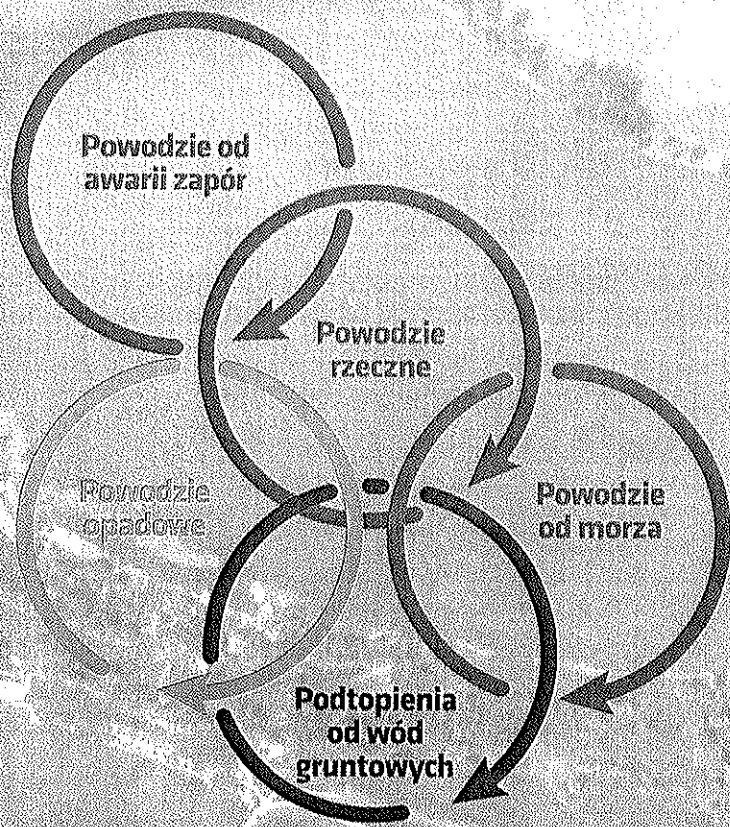 Powodzie od
awarii zapór
Powodzie
rzeczne
Powodzie
opadowe
Powodzie
od morza
Podtopienia
od wód
gruntowych